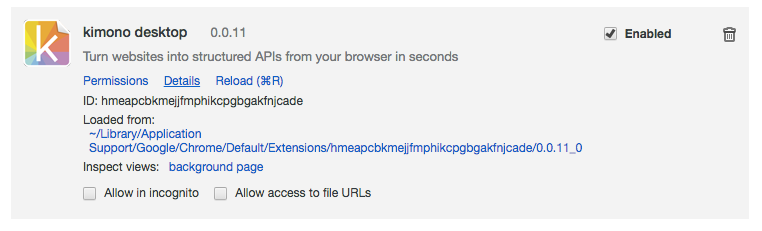 k
kimono desktop 0.0.11 Enabled
Turn websites into structured APIs from your browser in seconds
Permissions Details Reload (⌘R)
ID: hmeapcbkmejjfmphikcpgbgakfnjcade
Loaded from:
~/Library/Application
Support/Google/Chrome/Default/Extensions/hmeapcbkmejjfmphikcpgbgakfnjcade/0.0.11_0
Inspect views: background page
Allow in incognito Allow access to file URLs